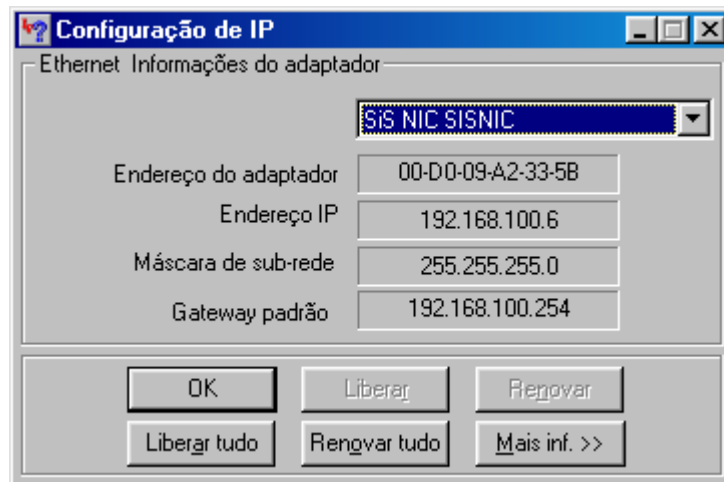 Configuração de IP
Ethernet Informações do adaptador
SiS NIC SISNIC
Endereço do adaptador 00-D0-09-A2-33-5B
Endereço IP 192.168.100.6
Máscara de sub-rede 255.255.255.0
Gateway padrão 192.168.100.254
OK Liberar Renovar
Liberar tudo Renovar tudo Mais inf. >>